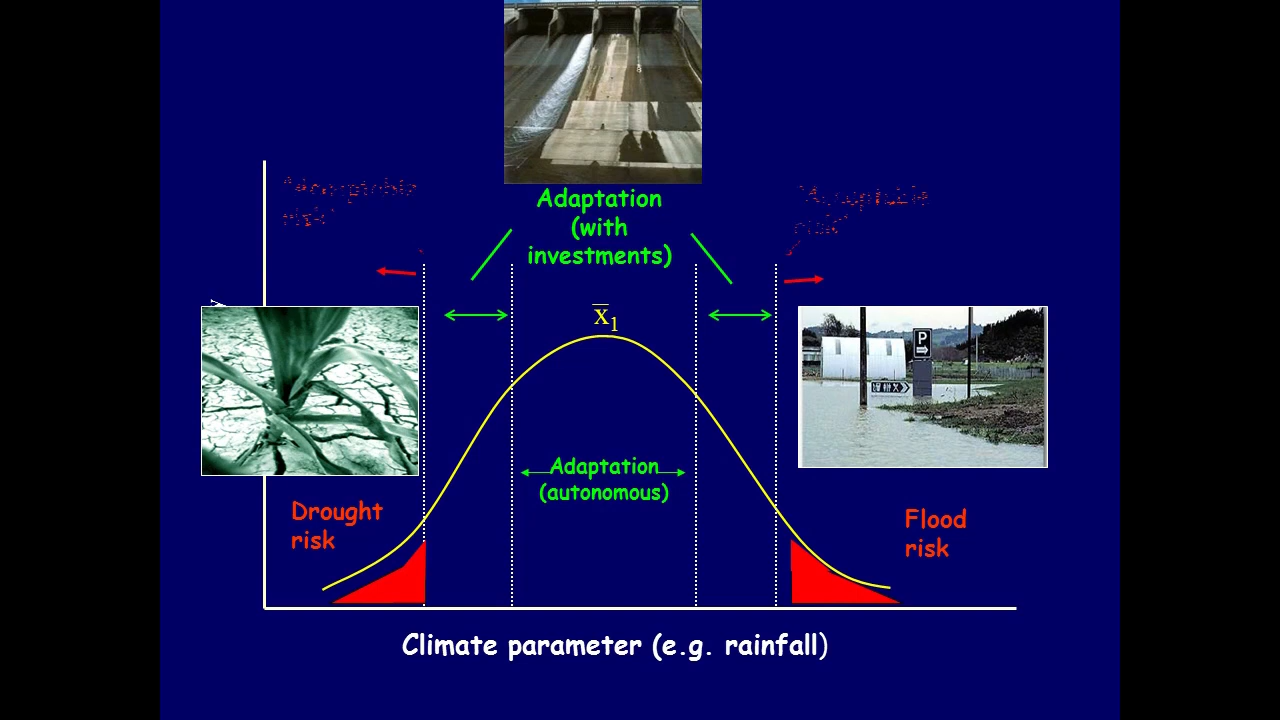 Adaptation
(with
investments)
x̅1
Adaptation
(autonomous)
Drought
risk
Flood
risk
P
Climate parameter (e.g. rainfall)